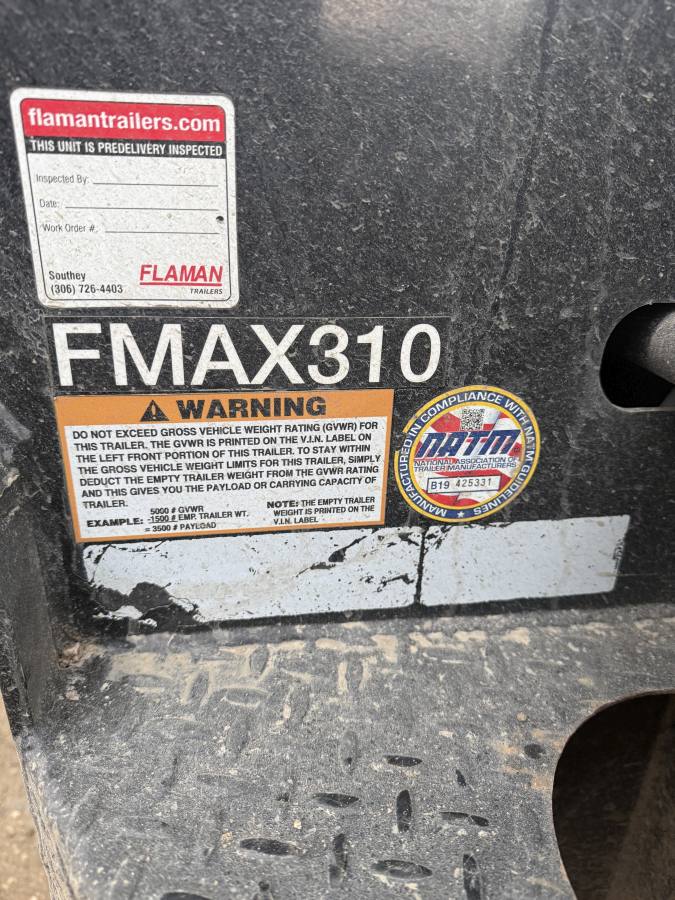 flamantrailers.com
THIS UNIT IS PREDELIVERY INSPECTED
Inspected By:
Date:
Work Order #:
Southey
(306) 726-4403
FLAMAN
TRAILERS
FMAX310
WARNING
DO NOT EXCEED GROSS VEHICLE WEIGHT RATING (GVWR) FOR
THIS TRAILER. THE GVWR IS PRINTED ON THE V.I.N. LABEL ON
THE LEFT FRONT PORTION OF THIS TRAILER. TO STAY WITHIN
THE GROSS VEHICLE WEIGHT LIMITS FOR THIS TRAILER, SIMPLY
DEDUCT THE EMPTY TRAILER WEIGHT FROM THE GVWR RATING
AND THIS GIVES YOU THE PAYLOAD OR CARRYING CAPACITY OF
TRAILER.
5000 # GVWR
EXAMPLE: -1500 # EMP. TRAILER WT.
= 3500 # PAYLOAD
NOTE: THE EMPTY TRAILER
WEIGHT IS PRINTED ON THE
V.I.N. LABEL
MANUFACTURED IN COMPLIANCE WITH NATM GUIDELINES
NATM
NATIONAL ASSOCIATION OF
TRAILER MANUFACTURERS
B19 425331